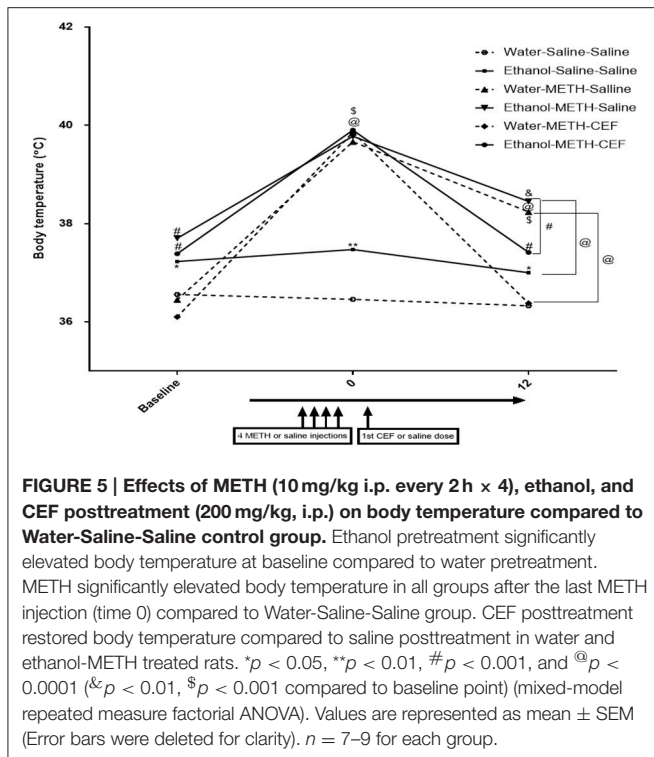 42
40
38
36
Body temperature (ºC)
Water-Saline-Saline
Ethanol-Saline-Saline
Water-METH-Salline
Ethanol-METH-Saline
Water-METH-CEF
Ethanol-METH-CEF
$
@
&
@
$
#
#
*
**
#
*
#
@
@
Baseline
0
12
4 METH or saline injections
1st CEF or saline dose
FIGURE 5 | Effects of METH (10 mg/kg i.p. every 2 h × 4), ethanol, and
CEF posttreatment (200 mg/kg, i.p.) on body temperature compared to
Water-Saline-Saline control group. Ethanol pretreatment significantly
elevated body temperature at baseline compared to water pretreatment.
METH significantly elevated body temperature in all groups after the last METH
injection (time 0) compared to Water-Saline-Saline group. CEF posttreatment
restored body temperature compared to saline posttreatment in water and
ethanol-METH treated rats. *p < 0.05, **p < 0.01, #p < 0.001, and @p <
0.0001 (&p < 0.01, $p < 0.001 compared to baseline point) (mixed-model
repeated measure factorial ANOVA). Values are represented as mean ± SEM
(Error bars were deleted for clarity). n = 7–9 for each group.